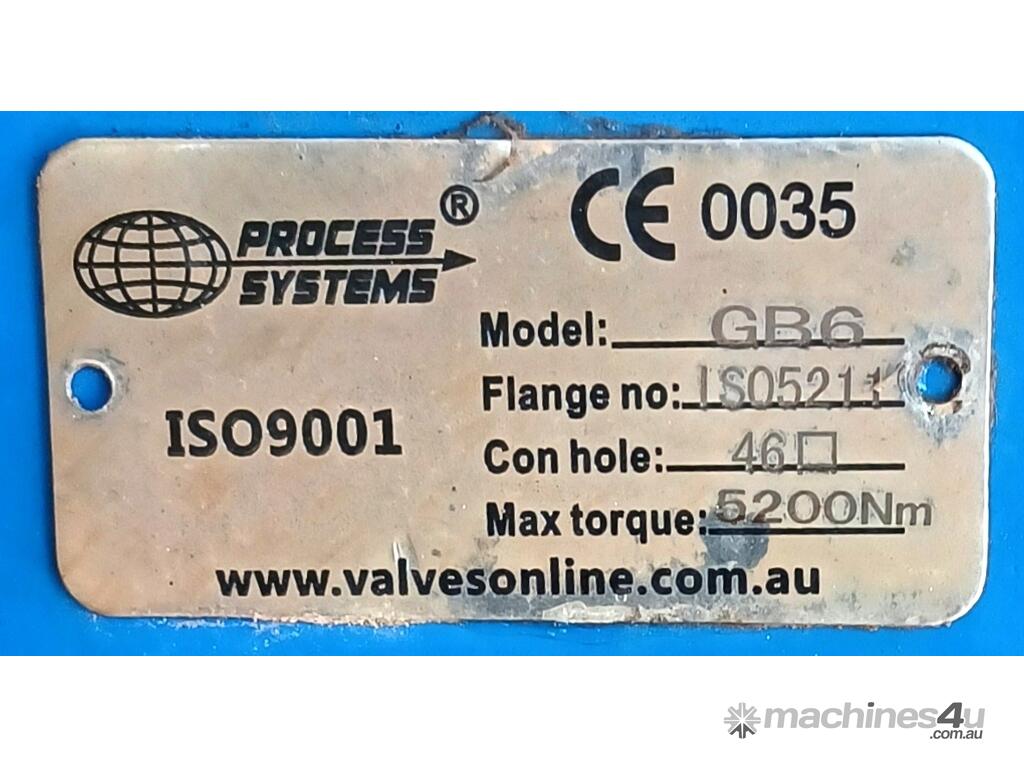 PROCESS ®
SYSTEMS
CE 0035
Model: GB6
Flange no: ISO5211
Con hole: 46□
Max torque: 5200Nm
ISO9001
www.valvesonline.com.au
machines4u
.com.au